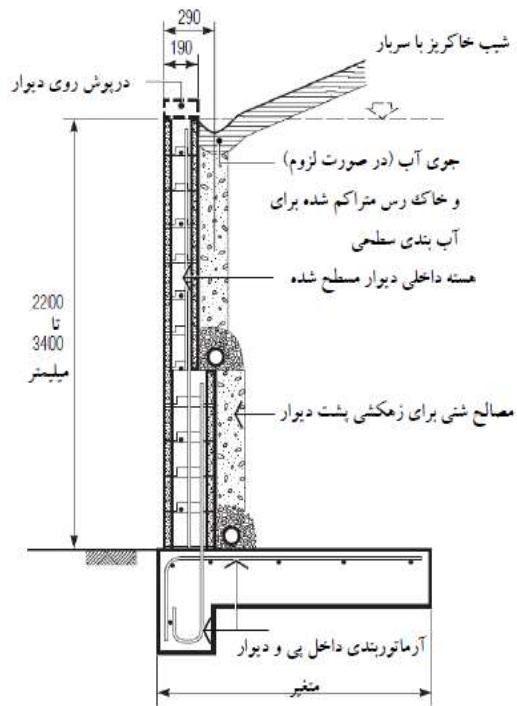 290
190
شیب خاکریز با سربار
درپوش روی دیوار
جوی آب (در صورت لزوم)
و خاک رس متراکم شده برای
آب بندی سطحی
هسته داخلی دیوار مسطح شده
2200
تا
3400
میلیمتر
مصالح شنی برای زهکشی پشت دیوار
آرماتوربندی داخل پی و دیوار
متغیر